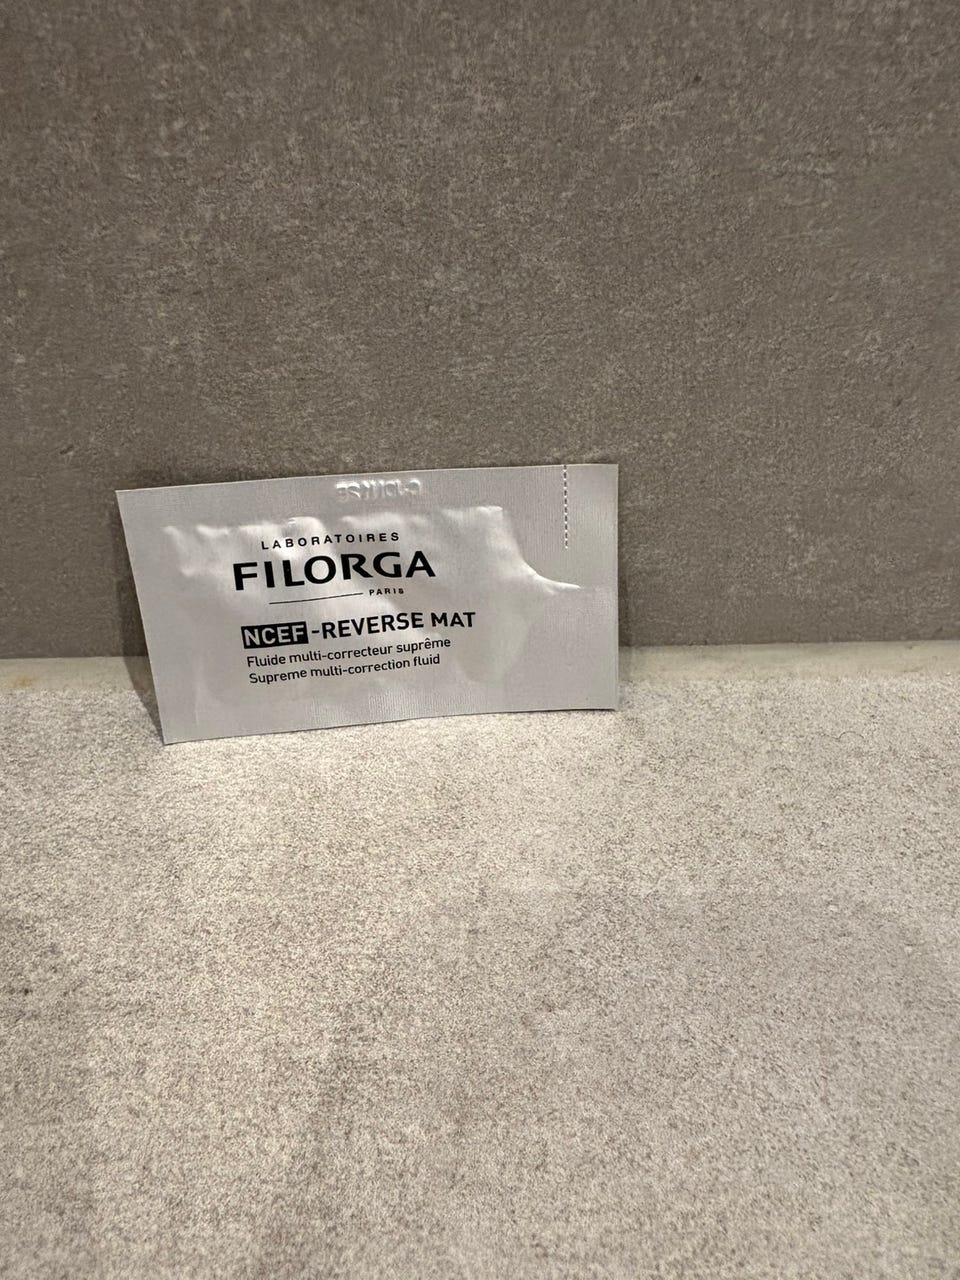 LABORATOIRES
FILORGA
PARIS
NCEF-REVERSE MAT
Fluide multi-correcteur suprême
Supreme multi-correction fluid